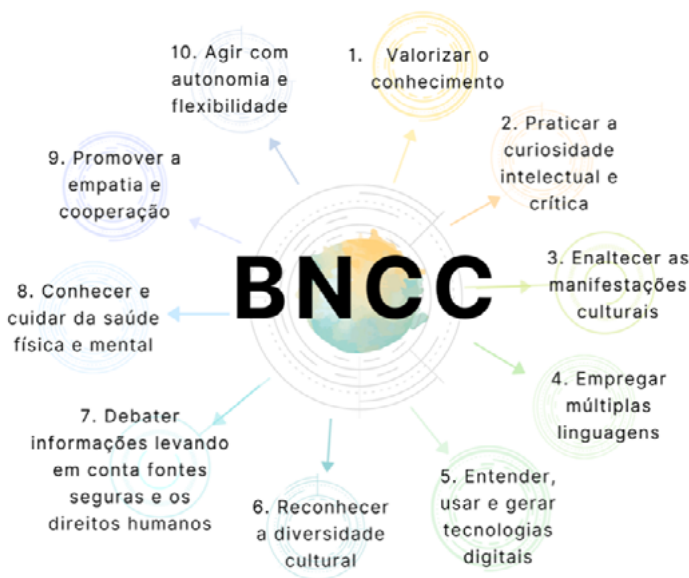 BNCC
1. Valorizar o
conhecimento
2. Praticar a
curiosidade
intelectual e
crítica
3. Enaltecer as
manifestações
culturais
4. Empregar
múltiplas
linguagens
5. Entender,
usar e gerar
tecnologias
digitais
6. Reconhecer
a diversidade
cultural
7. Debater
informações levando
em conta fontes
seguras e os
direitos humanos
8. Conhecer e
cuidar da saúde
física e mental
9. Promover a
empatia e
cooperação
10. Agir com
autonomia e
flexibilidade